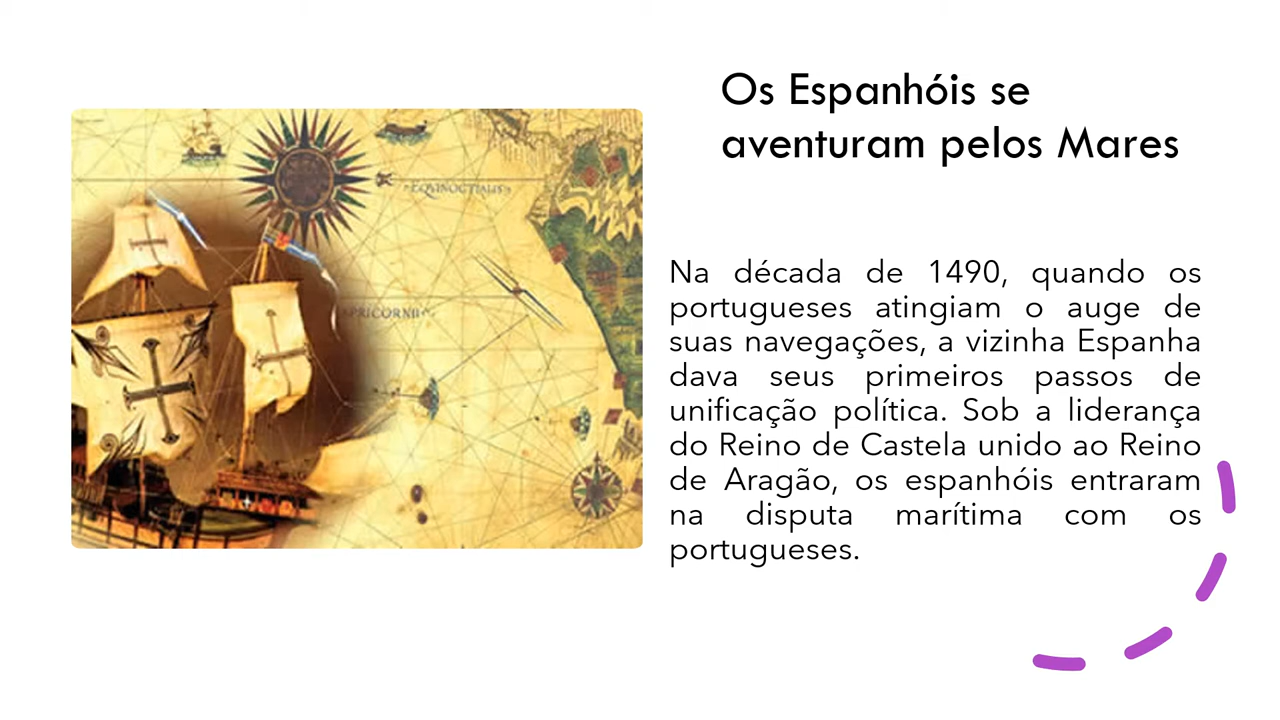 Os Espanhóis se
aventuram pelos Mares
EQVINOCTIALIS
Na década de 1490, quando os
portugueses atingiam o auge de
suas navegações, a vizinha Espanha
dava seus primeiros passos de
unificação política. Sob a liderança
do Reino de Castela unido ao Reino
de Aragão, os espanhóis entraram
na disputa marítima com os
portugueses.
APRICORNII